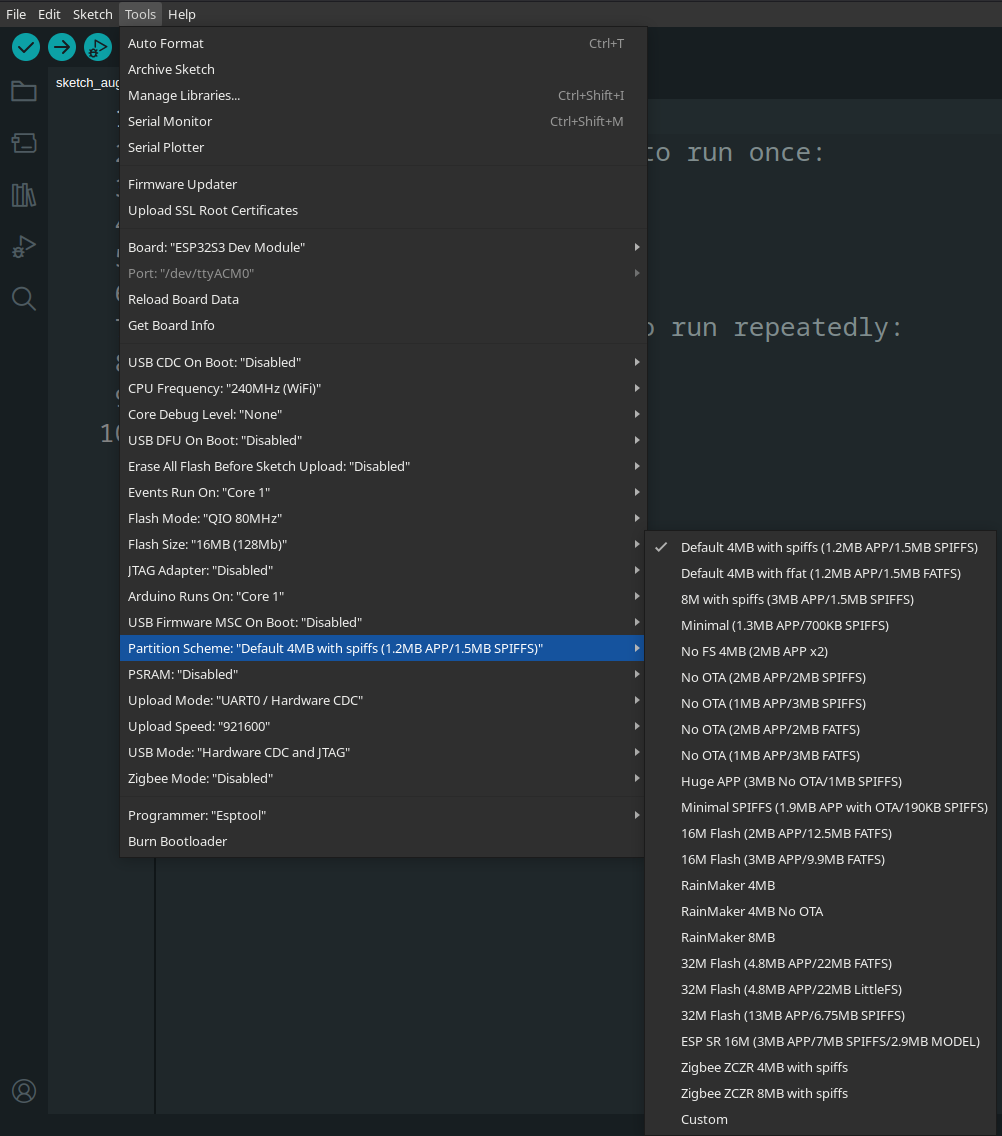 File Edit Sketch Tools Help
sketch_aug
Auto Format Ctrl+T
Archive Sketch
Manage Libraries... Ctrl+Shift+I
Serial Monitor Ctrl+Shift+M
Serial Plotter
to run once:
Firmware Updater
Upload SSL Root Certificates
Board: "ESP32S3 Dev Module"
Port: "/dev/ttyACM0"
Reload Board Data
Get Board Info
o run repeatedly:
USB CDC On Boot: "Disabled"
CPU Frequency: "240MHz (WiFi)"
Core Debug Level: "None"
10
USB DFU On Boot: "Disabled"
Erase All Flash Before Sketch Upload: "Disabled"
Events Run On: "Core 1"
Flash Mode: "QIO 80MHz"
Flash Size: "16MB (128Mb)"
JTAG Adapter: "Disabled"
Arduino Runs On: "Core 1"
USB Firmware MSC On Boot: "Disabled"
Partition Scheme: "Default 4MB with spiffs (1.2MB APP/1.5MB SPIFFS)"
PSRAM: "Disabled"
Upload Mode: "UART0 / Hardware CDC"
Upload Speed: "921600"
USB Mode: "Hardware CDC and JTAG"
Zigbee Mode: "Disabled"
Programmer: "Esptool"
Burn Bootloader
Default 4MB with spiffs (1.2MB APP/1.5MB SPIFFS)
Default 4MB with ffat (1.2MB APP/1.5MB FATFS)
8M with spiffs (3MB APP/1.5MB SPIFFS)
Minimal (1.3MB APP/700KB SPIFFS)
No FS 4MB (2MB APP x2)
No OTA (2MB APP/2MB SPIFFS)
No OTA (1MB APP/3MB SPIFFS)
No OTA (2MB APP/2MB FATFS)
No OTA (1MB APP/3MB FATFS)
Huge APP (3MB No OTA/1MB SPIFFS)
Minimal SPIFFS (1.9MB APP with OTA/190KB SPIFFS)
16M Flash (2MB APP/12.5MB FATFS)
16M Flash (3MB APP/9.9MB FATFS)
RainMaker 4MB
RainMaker 4MB No OTA
RainMaker 8MB
32M Flash (4.8MB APP/22MB FATFS)
32M Flash (4.8MB APP/22MB LittleFS)
32M Flash (13MB APP/6.75MB SPIFFS)
ESP SR 16M (3MB APP/7MB SPIFFS/2.9MB MODEL)
Zigbee ZCZR 4MB with spiffs
Zigbee ZCZR 8MB with spiffs
Custom